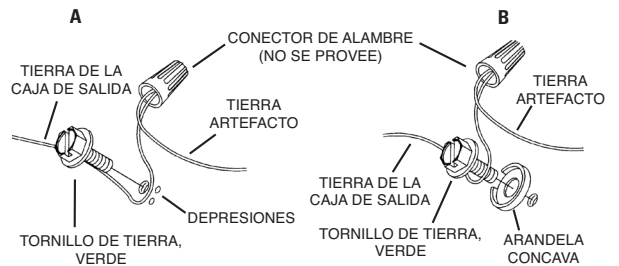 A
B
CONECTOR DE ALAMBRE
(NO SE PROVEE)
TIERRA DE LA
CAJA DE SALIDA
TIERRA
ARTEFACTO
DEPRESIONES
TORNILLO DE TIERRA,
VERDE
TIERRA
ARTEFACTO
TIERRA DE LA
CAJA DE SALIDA
TORNILLO DE TIERRA,
VERDE
ARANDELA
CONCAVA